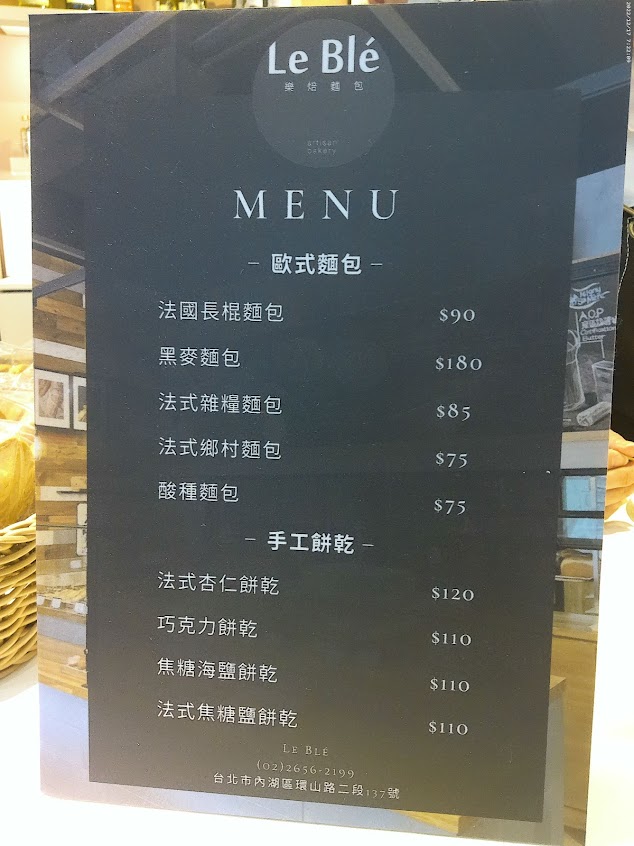 Le Blé
樂焙麵包
artisan
bakery
MENU
– 歐式麵包 –
法國長棍麵包 $90
黑麥麵包 $180
法式雜糧麵包 $85
法式鄉村麵包 $75
酸種麵包 $75
– 手工餅乾 –
法式杏仁餅乾 $120
巧克力餅乾 $110
焦糖海鹽餅乾 $110
法式焦糖鹽餅乾 $110
Le Blé
(02)2656-2199
台北市內湖區環山路二段137號
A.O.P
Butter